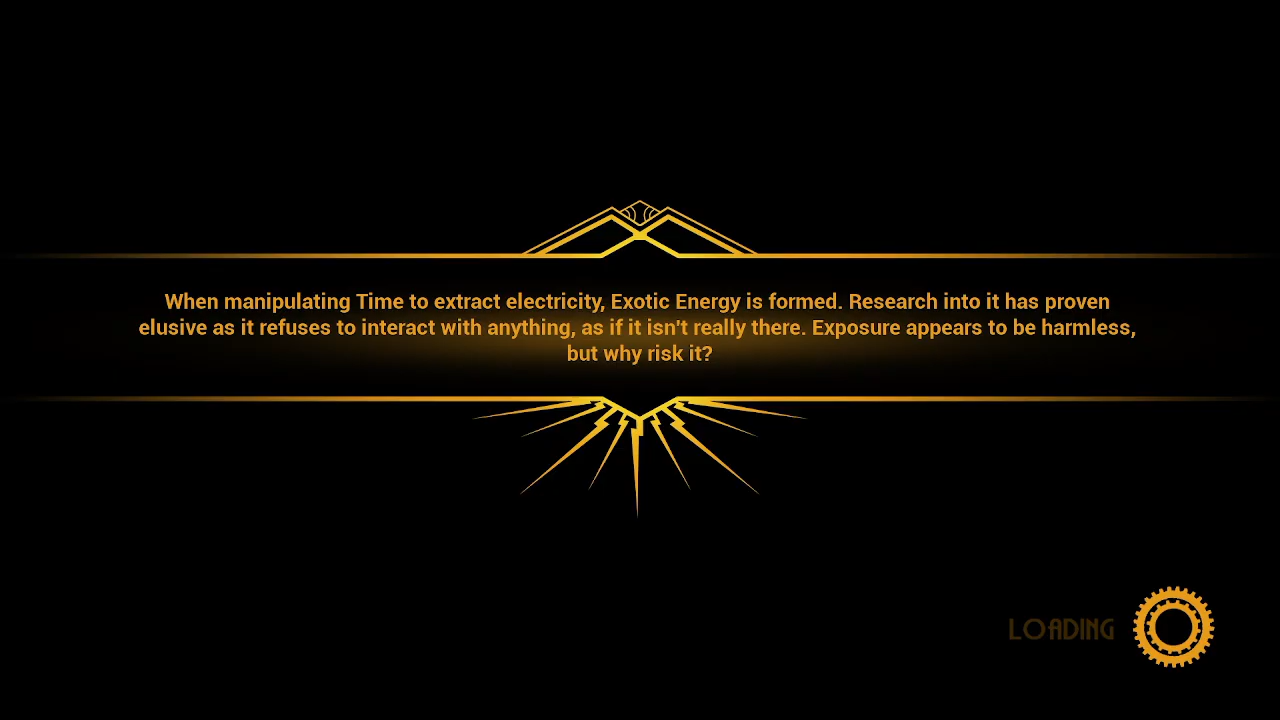 When manipulating Time to extract electricity, Exotic Energy is formed. Research into it has proven
elusive as it refuses to interact with anything, as if it isn't really there. Exposure appears to be harmless,
but why risk it?
LOADING